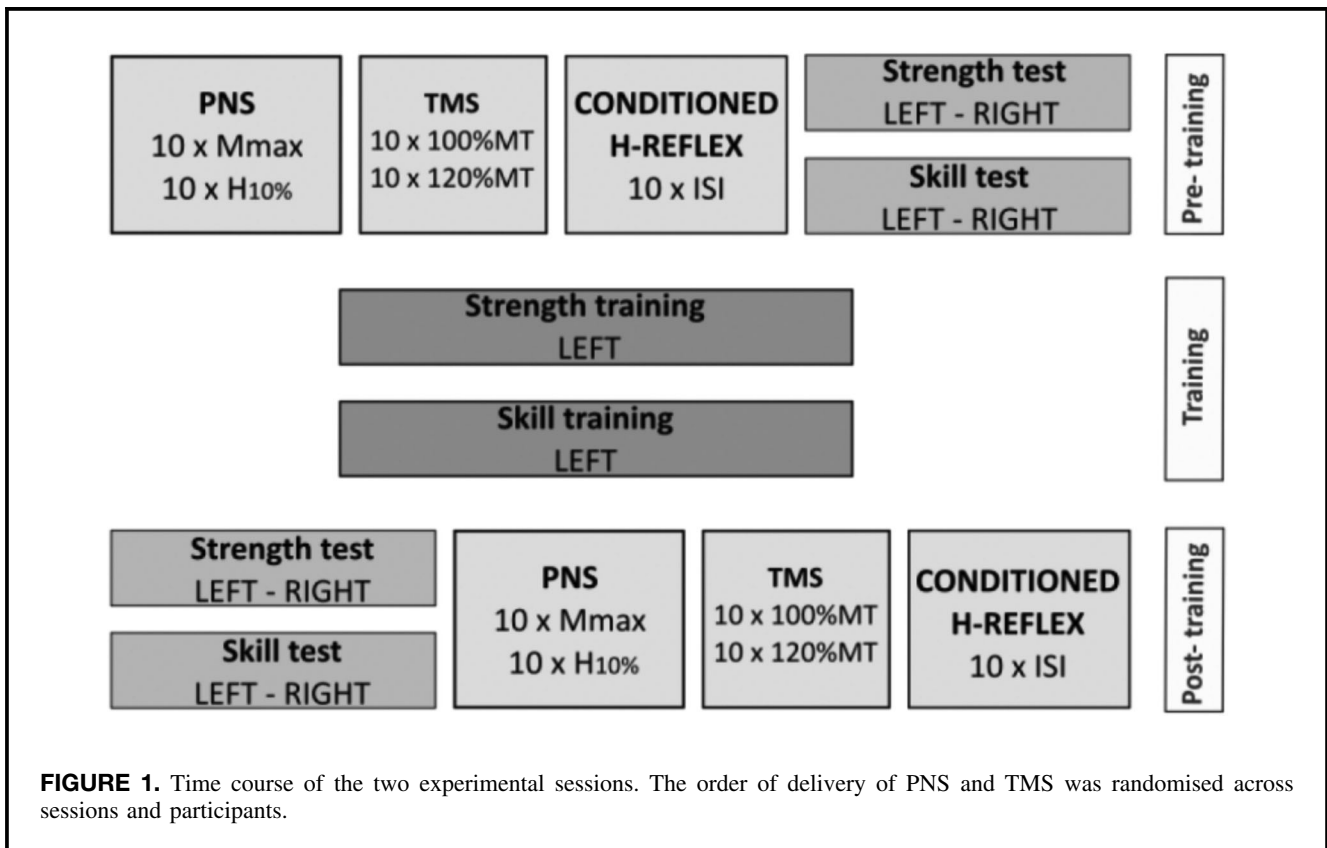 PNS
10 x Mmax
10 x H10%
TMS
10 x 100%MT
10 x 120%MT
CONDITIONED
H-REFLEX
10 x ISI
Strength test
LEFT - RIGHT
Skill test
LEFT - RIGHT
Pre- training
Strength training
LEFT
Skill training
LEFT
Training
Strength test
LEFT - RIGHT
Skill test
LEFT - RIGHT
PNS
10 x Mmax
10 x H10%
TMS
10 x 100%MT
10 x 120%MT
CONDITIONED
H-REFLEX
10 x ISI
Post- training
FIGURE 1. Time course of the two experimental sessions. The order of delivery of PNS and TMS was randomised across
sessions and participants.